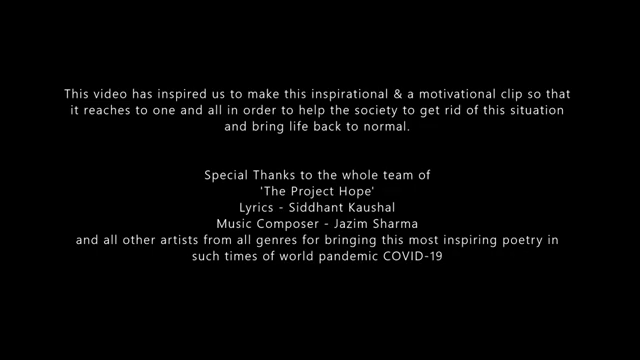 This video has inspired us to make this inspirational & a motivational clip so that
it reaches to one and all in order to help the society to get rid of this situation
and bring life back to normal.
Special Thanks to the whole team of
'The Project Hope'
Lyrics - Siddhant Kaushal
Music Composer - Jazim Sharma
and all other artists from all genres for bringing this most inspiring poetry in
such times of world pandemic COVID-19